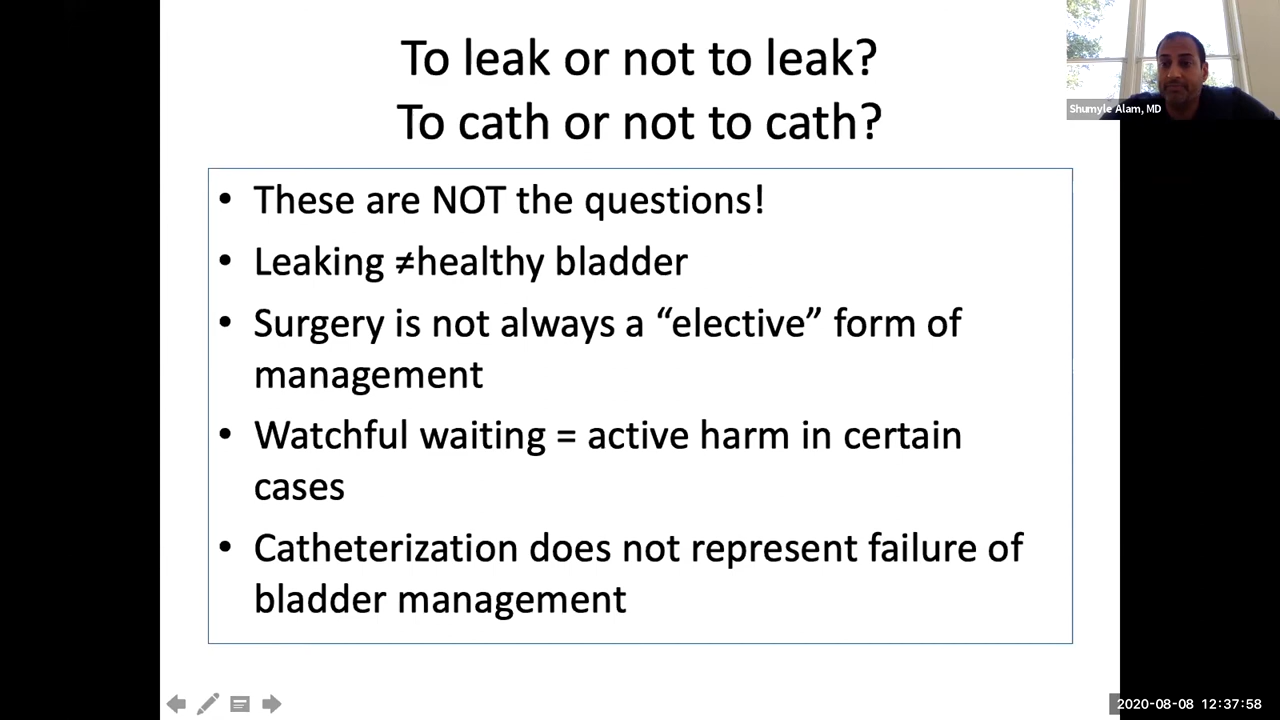 To leak or not to leak?
To cath or not to cath?
Shumyle Alam, MD
• These are NOT the questions!
• Leaking ≠healthy bladder
• Surgery is not always a “elective” form of
management
• Watchful waiting = active harm in certain
cases
• Catheterization does not represent failure of
bladder management
2020-08-08 12:37:58